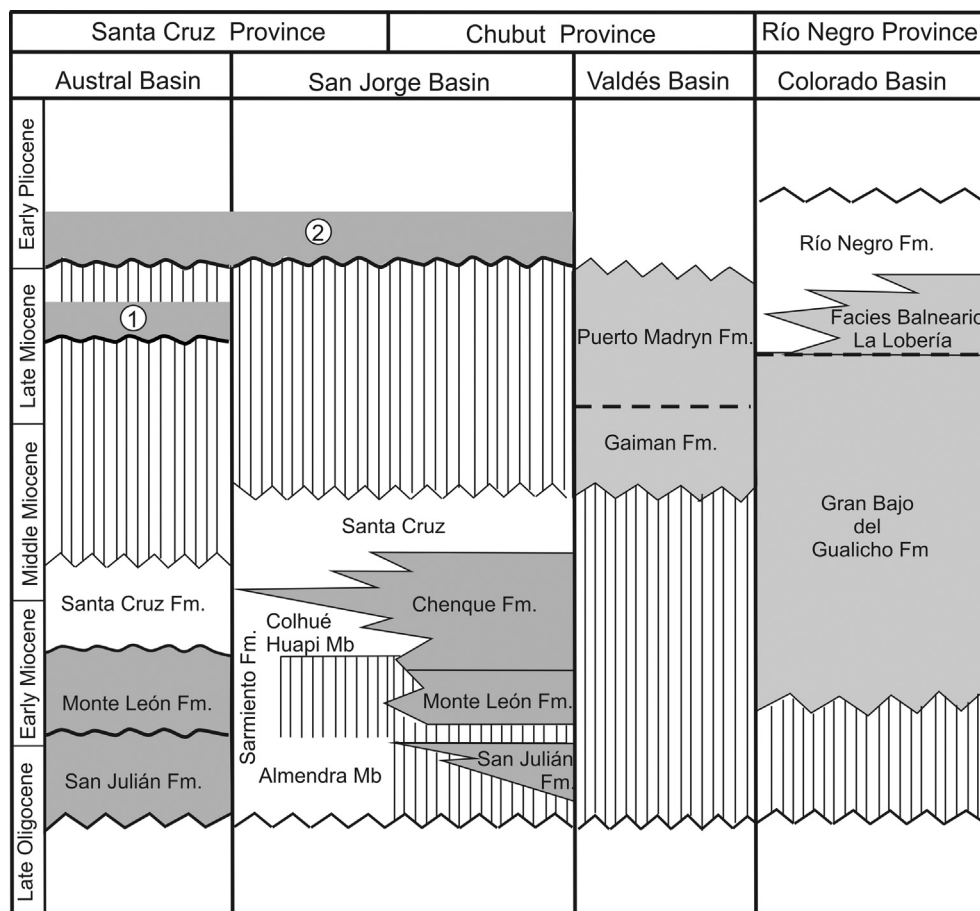 Santa Cruz Province
Chubut Province
Río Negro Province
Austral Basin
San Jorge Basin
Valdés Basin
Colorado Basin
Early Pliocene
Late Miocene
Middle Miocene
Early Miocene
Late Oligocene
1
Santa Cruz Fm.
Monte León Fm.
San Julián Fm.
2
Santa Cruz
Chenque Fm.
Colhué
Huapi Mb
Sarmiento Fm.
Monte León Fm.
Almendra Mb
San Julián
Fm.
Puerto Madryn Fm.
Gaiman Fm.
Río Negro Fm.
Facies Balneario
La Lobería
Gran Bajo
del
Gualicho Fm